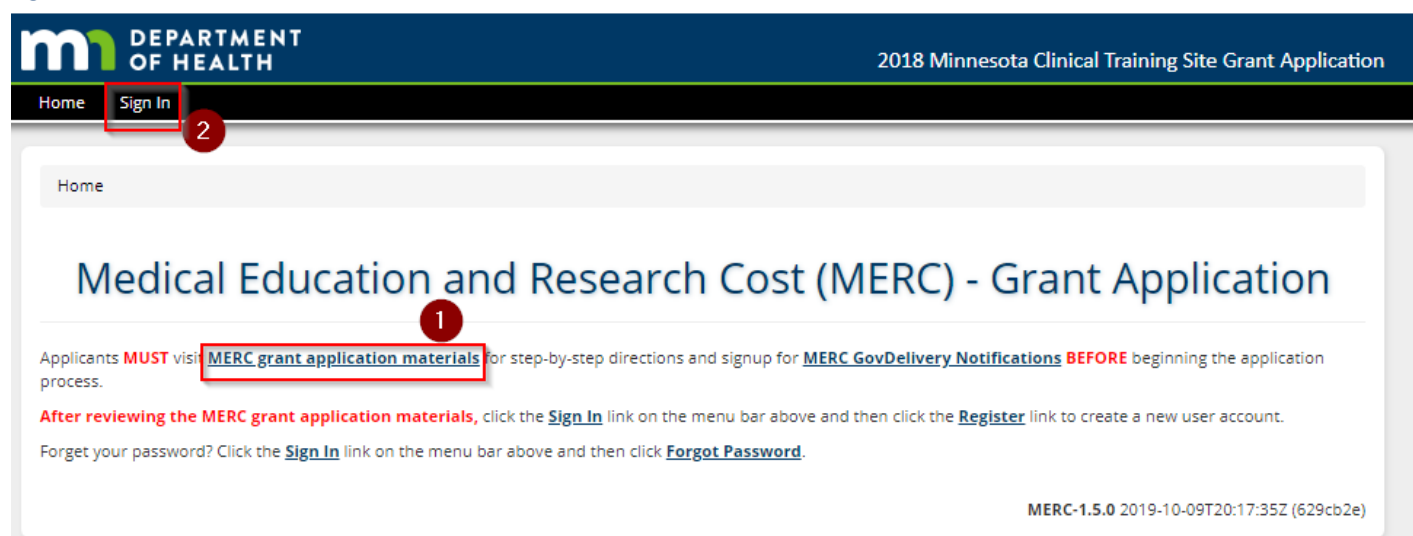 DEPARTMENT
OF HEALTH
2018 Minnesota Clinical Training Site Grant Application
Home Sign In
2
Home
Medical Education and Research Cost (MERC) - Grant Application
1
Applicants MUST visit MERC grant application materials for step-by-step directions and signup for MERC GovDelivery Notifications BEFORE beginning the application
process.
After reviewing the MERC grant application materials, click the Sign In link on the menu bar above and then click the Register link to create a new user account.
Forget your password? Click the Sign In link on the menu bar above and then click Forgot Password.
MERC-1.5.0 2019-10-09T20:17:35Z (629cb2e)